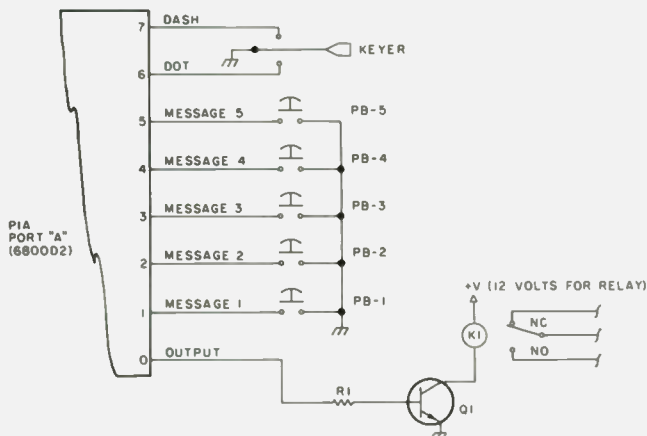 7
DASH
KEYER
6
DOT
5
MESSAGE 5
PB-5
4
MESSAGE 4
PB-4
3
MESSAGE 3
PB-3
PIA
PORT "A"
(6800D2)
2
MESSAGE 2
PB-2
1
MESSAGE 1
PB-1
+V (12 VOLTS FOR RELAY)
K1
NC
NO
0
OUTPUT
R1
Q1